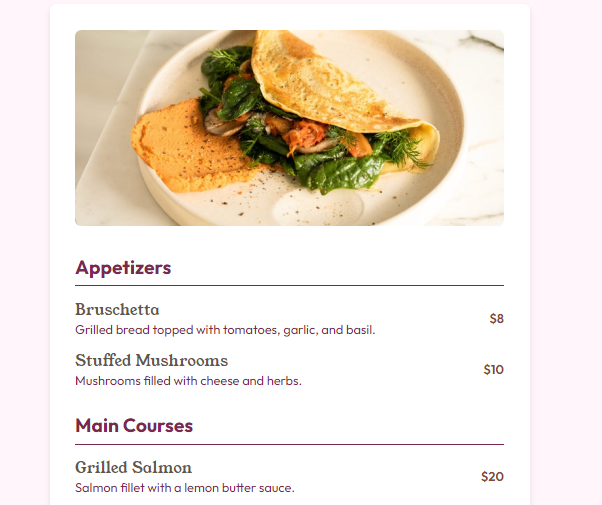 Appetizers
Bruschetta
Grilled bread topped with tomatoes, garlic, and basil.
$8
Stuffed Mushrooms
Mushrooms filled with cheese and herbs.
$10
Main Courses
Grilled Salmon
Salmon fillet with a lemon butter sauce.
$20